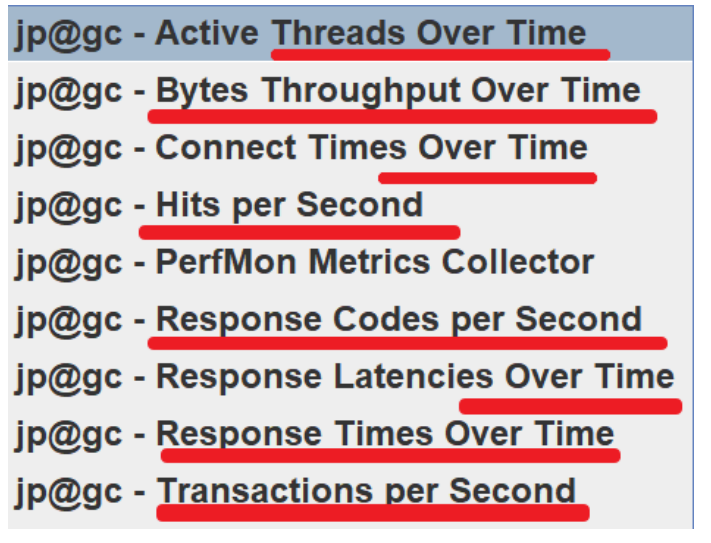 jp@gc - Active Threads Over Time
jp@gc - Bytes Throughput Over Time
jp@gc - Connect Times Over Time
jp@gc - Hits per Second
jp@gc - PerfMon Metrics Collector
jp@gc - Response Codes per Second
jp@gc - Response Latencies Over Time
jp@gc - Response Times Over Time
jp@gc - Transactions per Second